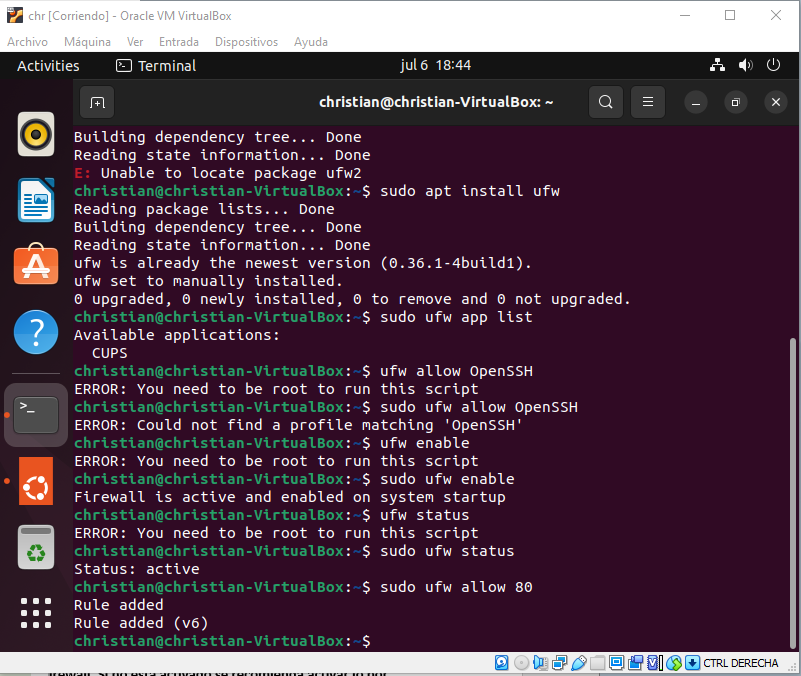 chr [Corriendo] - Oracle VM VirtualBox
Archivo Máquina Ver Entrada Dispositivos Ayuda
Activities Terminal jul 6 18:44
christian@christian-VirtualBox: ~
Building dependency tree... Done
Reading state information... Done
E: Unable to locate package ufw2
christian@christian-VirtualBox:~$ sudo apt install ufw
Reading package lists... Done
Building dependency tree... Done
Reading state information... Done
ufw is already the newest version (0.36.1-4build1).
ufw set to manually installed.
0 upgraded, 0 newly installed, 0 to remove and 0 not upgraded.
christian@christian-VirtualBox:~$ sudo ufw app list
Available applications:
  CUPS
christian@christian-VirtualBox:~$ ufw allow OpenSSH
ERROR: You need to be root to run this script
christian@christian-VirtualBox:~$ sudo ufw allow OpenSSH
ERROR: Could not find a profile matching 'OpenSSH'
christian@christian-VirtualBox:~$ ufw enable
ERROR: You need to be root to run this script
christian@christian-VirtualBox:~$ sudo ufw enable
Firewall is active and enabled on system startup
christian@christian-VirtualBox:~$ ufw status
ERROR: You need to be root to run this script
christian@christian-VirtualBox:~$ sudo ufw status
Status: active
christian@christian-VirtualBox:~$ sudo ufw allow 80
Rule added
Rule added (v6)
christian@christian-VirtualBox:~$
CTRL DERECHA